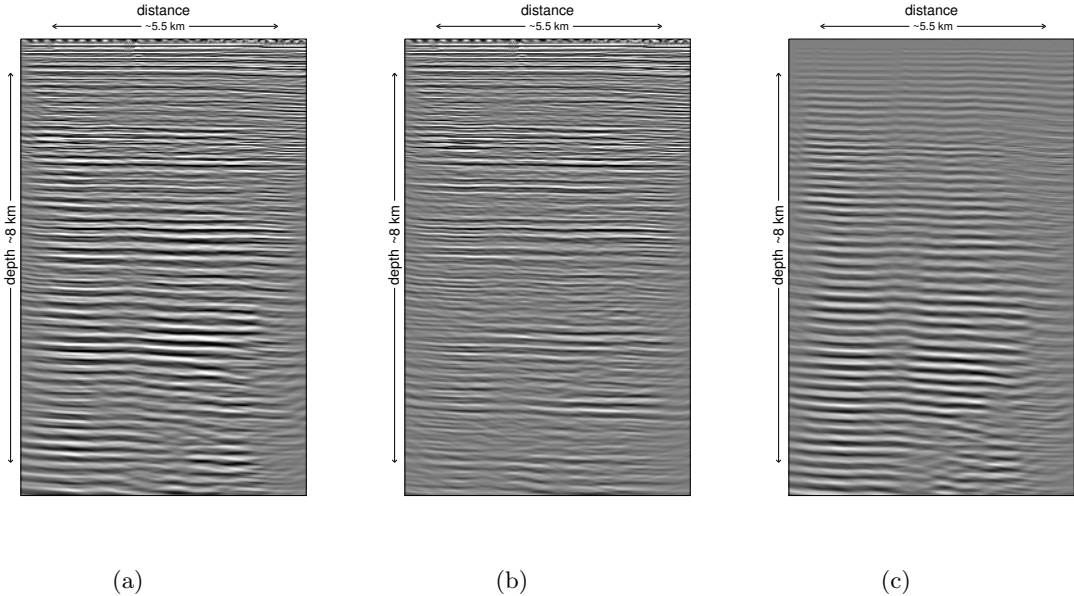 distance
~5.5 km
depth ~8 km
(a)
distance
~5.5 km
depth ~8 km
(b)
distance
~5.5 km
depth ~8 km
(c)